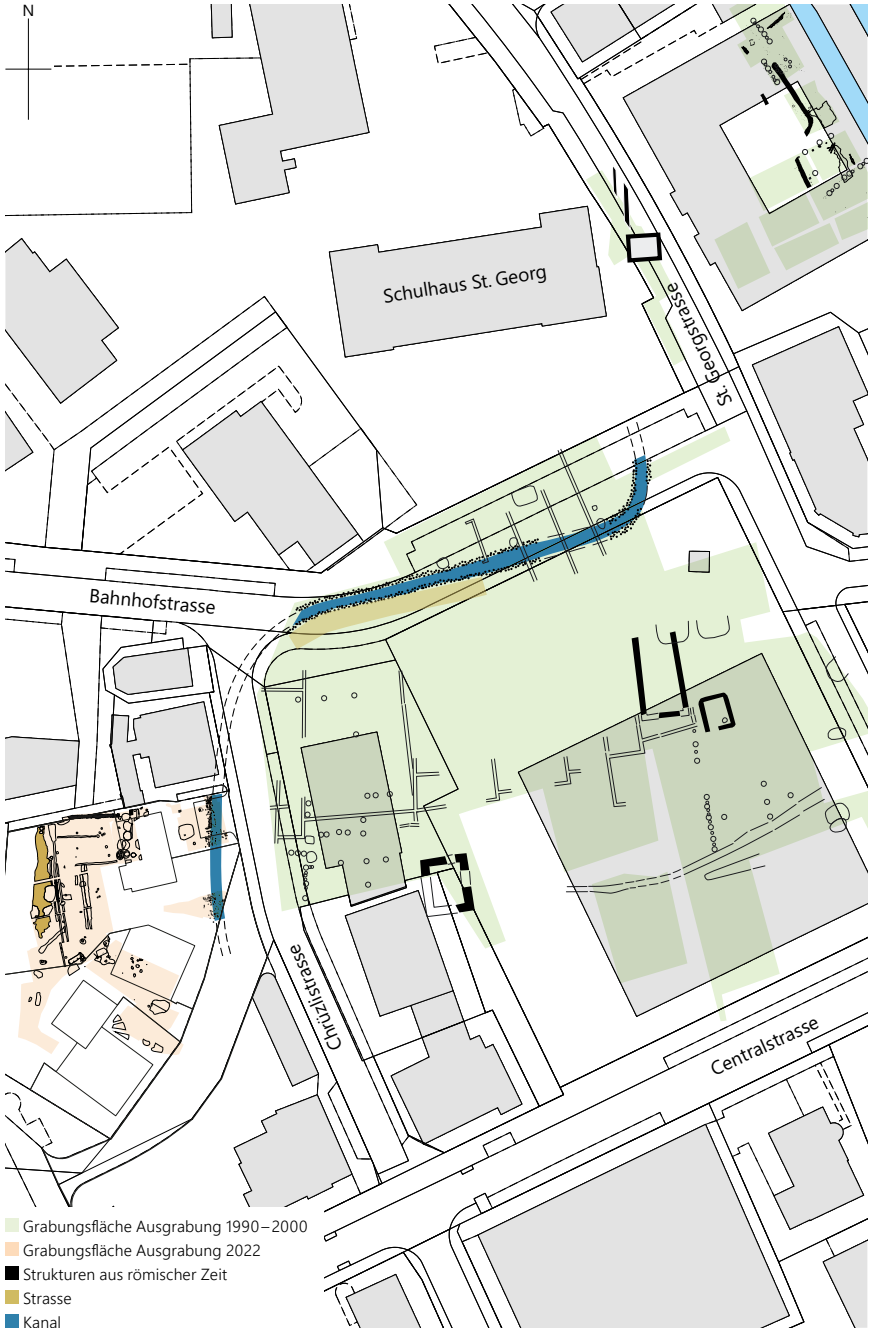 N
Schulhaus St. Georg
St. Georgstrasse
Bahnhofstrasse
Chrüzlistrasse
Centralstrasse
Grabungsfläche Ausgrabung 1990–2000
Grabungsfläche Ausgrabung 2022
Strukturen aus römischer Zeit
Strasse
Kanal